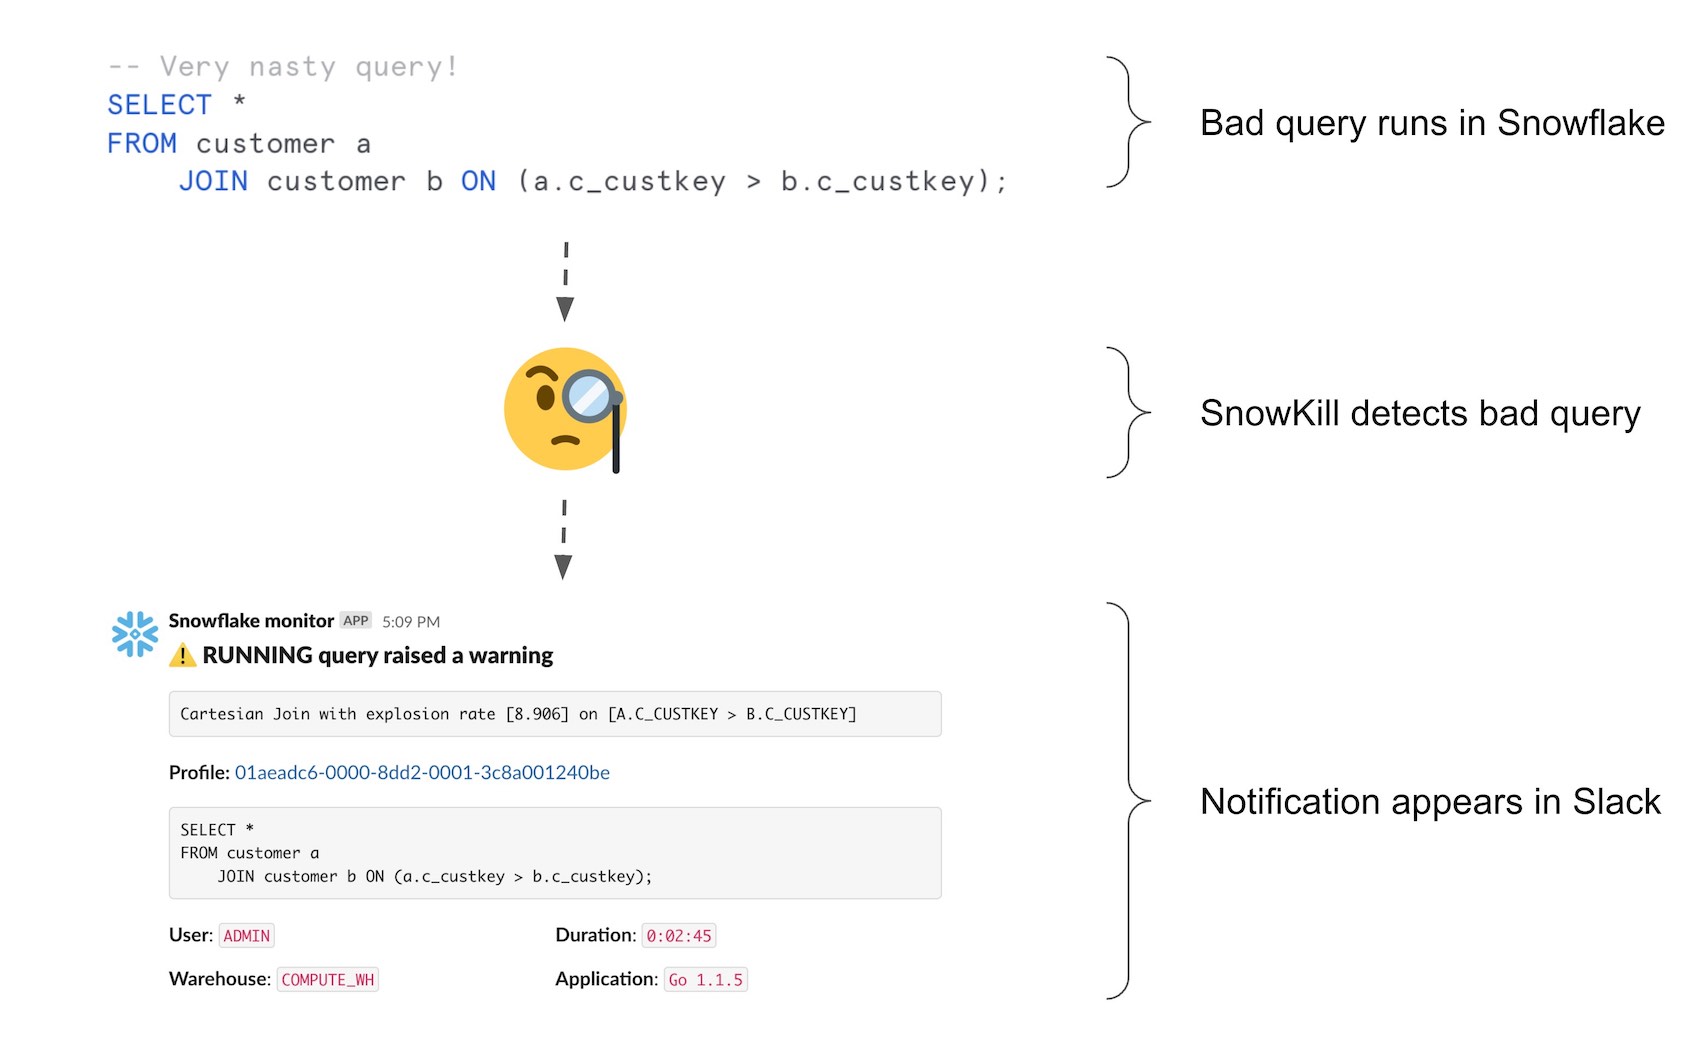 -- Very nasty query!
SELECT *
FROM customer a
    JOIN customer b ON (a.c_custkey > b.c_custkey);
Bad query runs in Snowflake
SnowKill detects bad query
Snowflake monitor APP 5:09 PM
⚠️ RUNNING query raised a warning
Cartesian Join with explosion rate [8.906] on [A.C_CUSTKEY > B.C_CUSTKEY]
Profile: 01aeadc6-0000-8dd2-0001-3c8a001240be
SELECT *
FROM customer a
    JOIN customer b ON (a.c_custkey > b.c_custkey);
User: ADMIN Duration: 0:02:45
Warehouse: COMPUTE_WH Application: Go 1.1.5
Notification appears in Slack